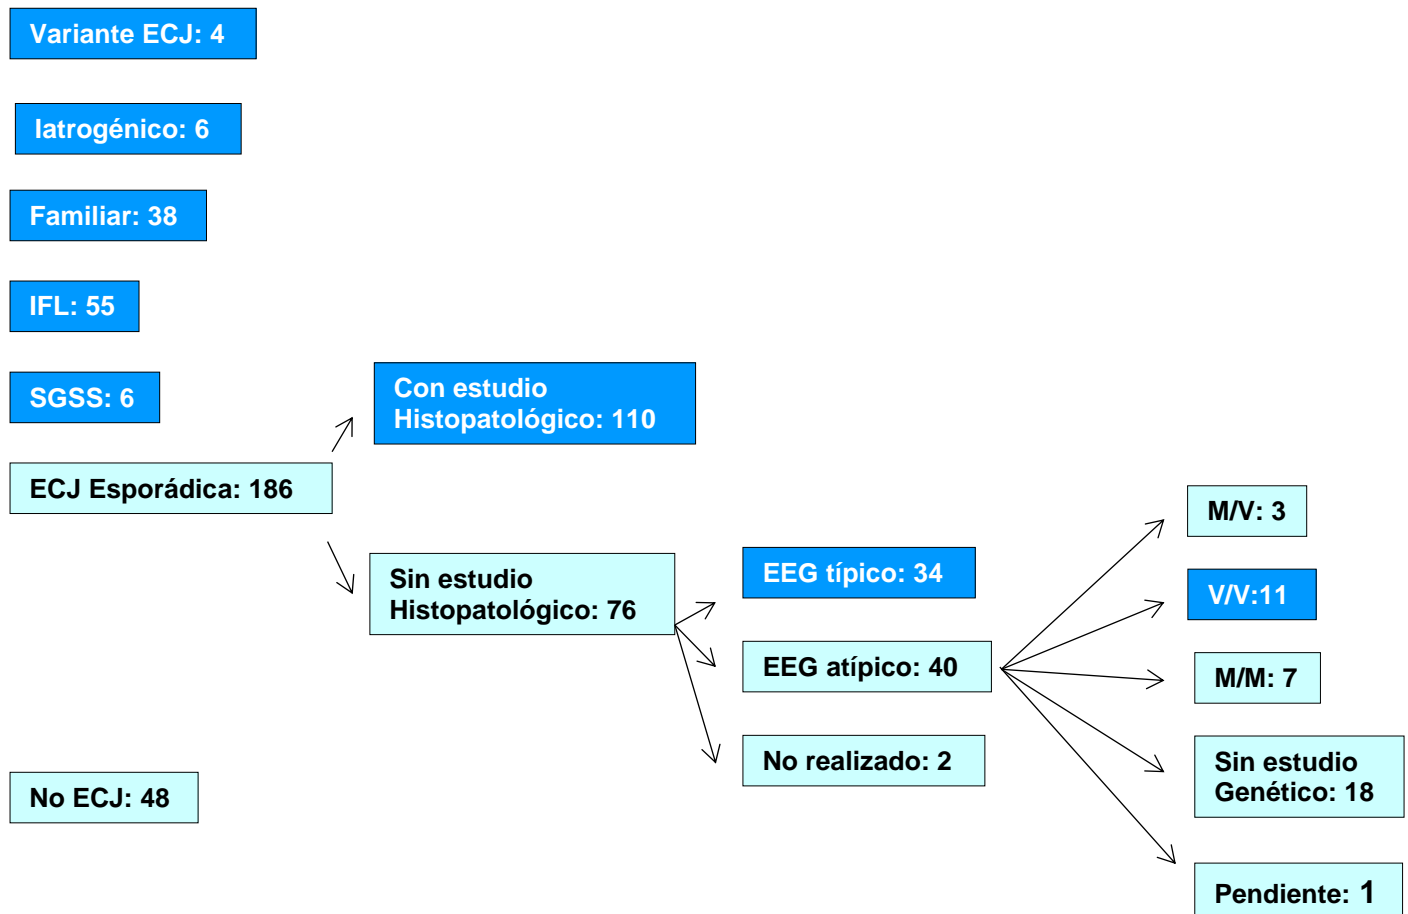 Variante ECJ: 4
Iatrogénico: 6
Familiar: 38
IFL: 55
SGSS: 6
Con estudio
Histopatológico: 110
ECJ Esporádica: 186
Sin estudio
Histopatológico: 76
EEG típico: 34
EEG atípico: 40
No realizado: 2
M/V: 3
V/V:11
M/M: 7
Sin estudio
Genético: 18
Pendiente: 1
No ECJ: 48